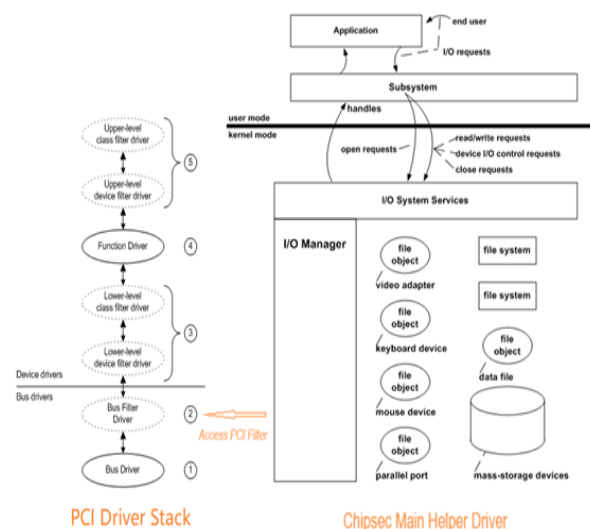 Application
end user
I/O requests
Subsystem
handles
user mode
kernel mode
open requests
read/write requests
device I/O control requests
close requests
I/O System Services
I/O Manager
file object
video adapter
file system
file object
keyboard device
file system
file object
mouse device
file object
data file
file object
parallel port
mass-storage devices
Chipsec Main Helper Driver
Upper-level
class filter driver
Upper-level
device filter driver
5
Function Driver
4
Lower-level
class filter driver
Lower-level
device filter driver
3
Device drivers
Bus drivers
Bus Filter
Driver
2
Access PCI Filter
Bus Driver
1
PCI Driver Stack